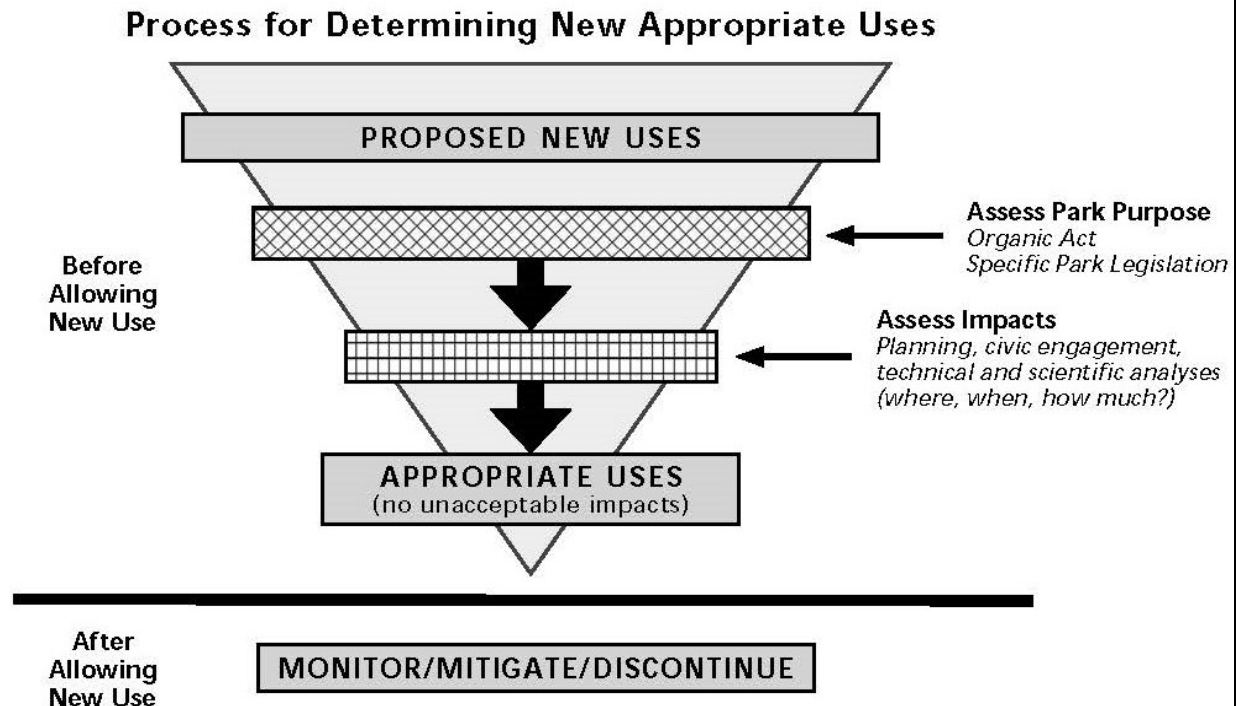 Process for Determining New Appropriate Uses
PROPOSED NEW USES
Assess Park Purpose
Organic Act
Specific Park Legislation
Before
Allowing
New Use
Assess Impacts
Planning, civic engagement,
technical and scientific analyses
(where, when, how much?)
APPROPRIATE USES
(no unacceptable impacts)
After
Allowing
New Use
MONITOR/MITIGATE/DISCONTINUE